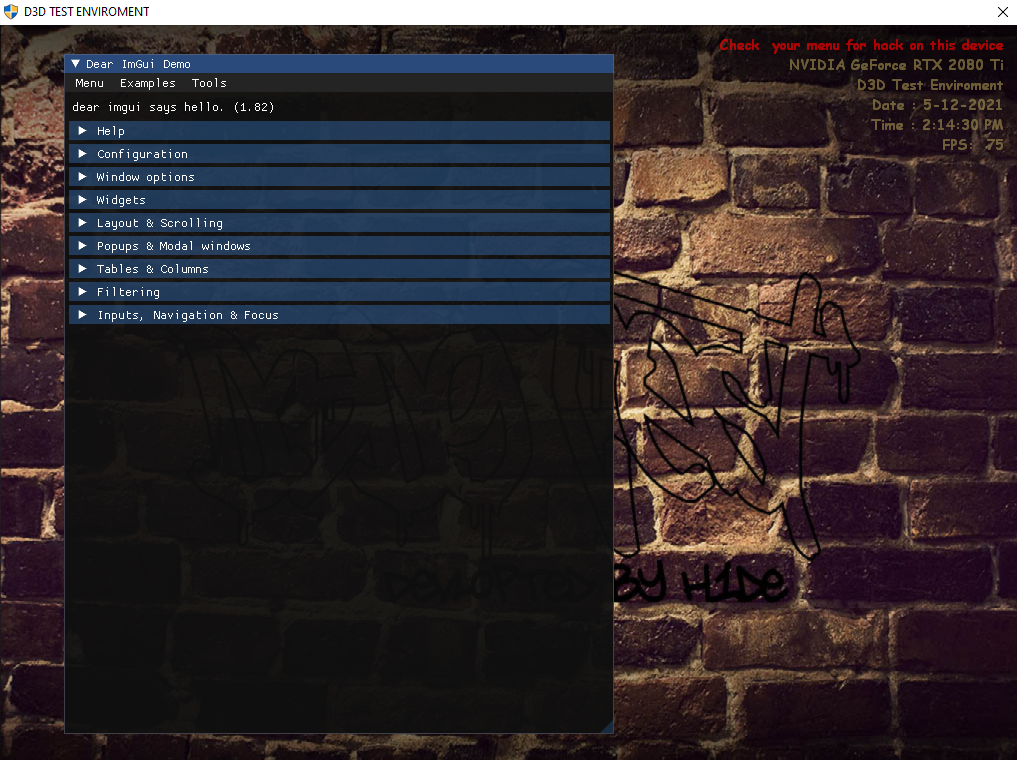 D3D TEST ENVIROMENT
Check your menu for hack on this device
NVIDIA GeForce RTX 2080 Ti
D3D Test Enviroment
Date : 5-12-2021
Time : 2:14:30 PM
FPS: 75
Dear ImGui Demo
Menu Examples Tools
dear imgui says hello. (1.82)
Help
Configuration
Window options
Widgets
Layout & Scrolling
Popups & Modal windows
Tables & Columns
Filtering
Inputs, Navigation & Focus
BY H1De